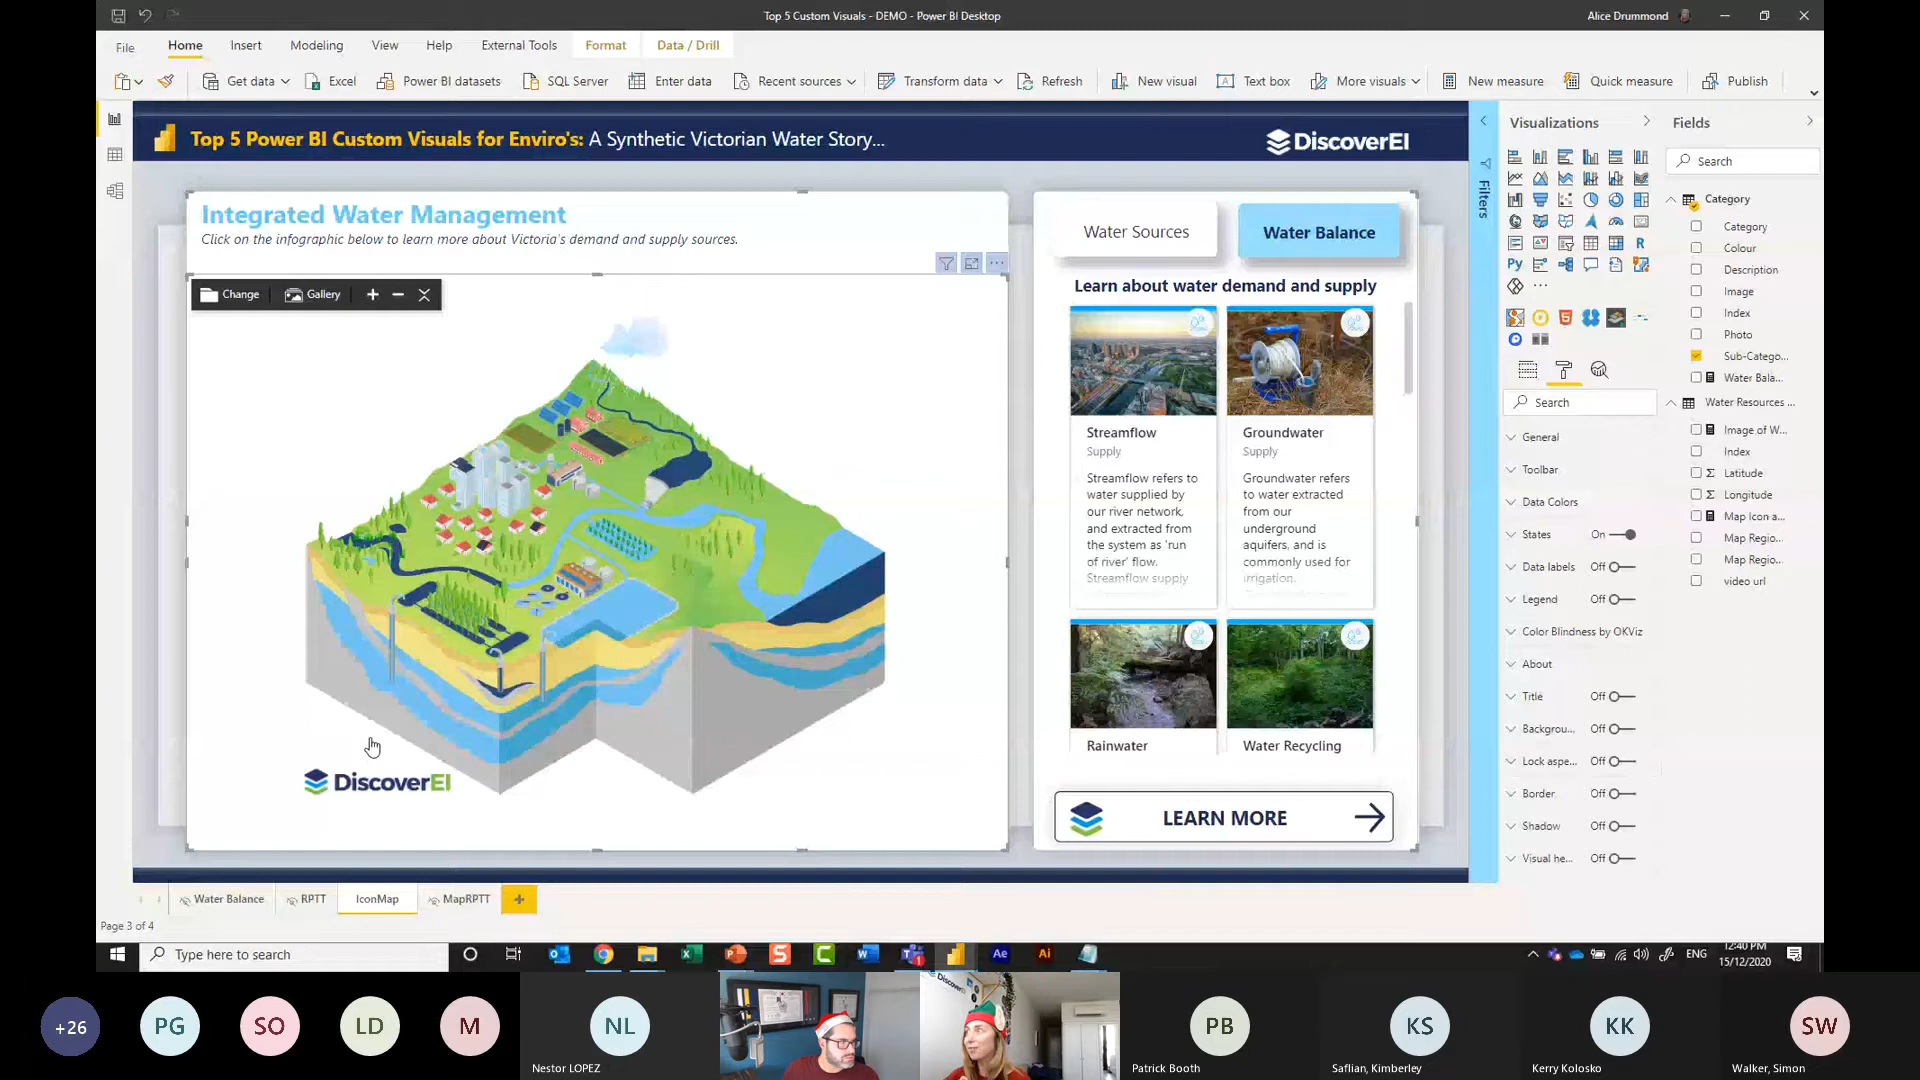 Top 5 Custom Visuals - DEMO - Power BI Desktop
Alice Drummond
File
Home
Insert
Modeling
View
Help
External Tools
Format
Data / Drill
Get data
Excel
Power BI datasets
SQL Server
Enter data
Recent sources
Transform data
Refresh
New visual
Text box
More visuals
New measure
Quick measure
Publish
Top 5 Power BI Custom Visuals for Enviro's: A Synthetic Victorian Water Story...
DiscoverEI
Integrated Water Management
Click on the infographic below to learn more about Victoria's demand and supply sources.
Change
Gallery
DiscoverEI
Water Sources
Water Balance
Learn about water demand and supply
Streamflow
Supply
Streamflow refers to
water supplied by
our river network,
and extracted from
the system as 'run
of river' flow.
Streamflow supply
Groundwater
Supply
Groundwater refers
to water extracted
from our
underground
aquifers, and is
commonly used for
irrigation.
Rainwater
Water Recycling
LEARN MORE
Filters
Visualizations
R
Py
Search
General
Toolbar
Data Colors
States On
Data labels Off
Legend Off
Color Blindness by OKViz
About
Title Off
Backgrou... Off
Lock aspe... Off
Border Off
Shadow Off
Visual he... Off
Fields
Search
Category
Category
Colour
Description
Image
Index
Photo
Sub-Catego...
Water Bala...
Water Resources ...
Image of W...
Index
Latitude
Longitude
Map Icon a...
Map Regio...
Map Regio...
video url
Water Balance
RPTT
IconMap
MapRPTT
Page 3 of 4
Type here to search
Ae
Ai
ENG
12:40 PM
15/12/2020
+26
PG
SO
LD
M
NL
Nestor LOPEZ
DiscoverEI
PB
Patrick Booth
KS
Saflian, Kimberley
KK
Kerry Kolosko
SW
Walker, Simon